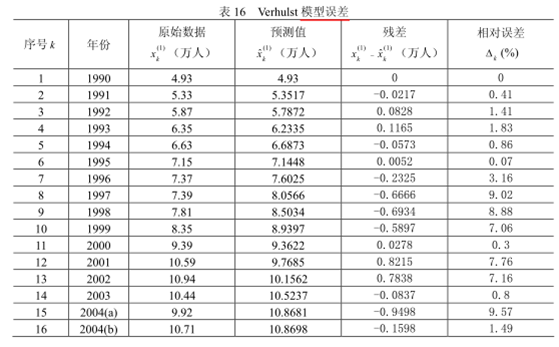 表 16 Verhulst 模型误差
序号 k 年份 原始数据 x_k^(1) （万人） 预测值 x̂_k^(1) （万人） 残差 x_k^(1) - x̂_k^(1) （万人） 相对误差 Δ_k (%)
1 1990 4.93 4.93 0 0
2 1991 5.33 5.3517 -0.0217 0.41
3 1992 5.87 5.7872 0.0828 1.41
4 1993 6.35 6.2335 0.1165 1.83
5 1994 6.63 6.6873 -0.0573 0.86
6 1995 7.15 7.1448 0.0052 0.07
7 1996 7.37 7.6025 -0.2325 3.16
8 1997 7.39 8.0566 -0.6666 9.02
9 1998 7.81 8.5034 -0.6934 8.88
10 1999 8.35 8.9397 -0.5897 7.06
11 2000 9.39 9.3622 0.0278 0.3
12 2001 10.59 9.7685 0.8215 7.76
13 2002 10.94 10.1562 0.7838 7.16
14 2003 10.44 10.5237 -0.0837 0.8
15 2004(a) 9.92 10.8681 -0.9498 9.57
16 2004(b) 10.71 10.8698 -0.1598 1.49